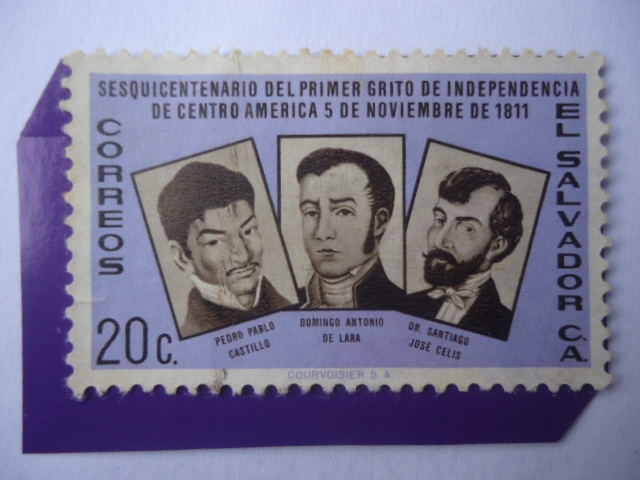 SESQUICENTENARIO DEL PRIMER GRITO DE INDEPENDENCIA
DE CENTRO AMERICA 5 DE NOVIEMBRE DE 1811
CORREOS
EL SALVADOR C.A.
PEDRO PABLO
CASTILLO
DOMINGO ANTONIO
DE LARA
DR. SANTIAGO
JOSE CELIS
20 C.
COURVOISIER S. A.